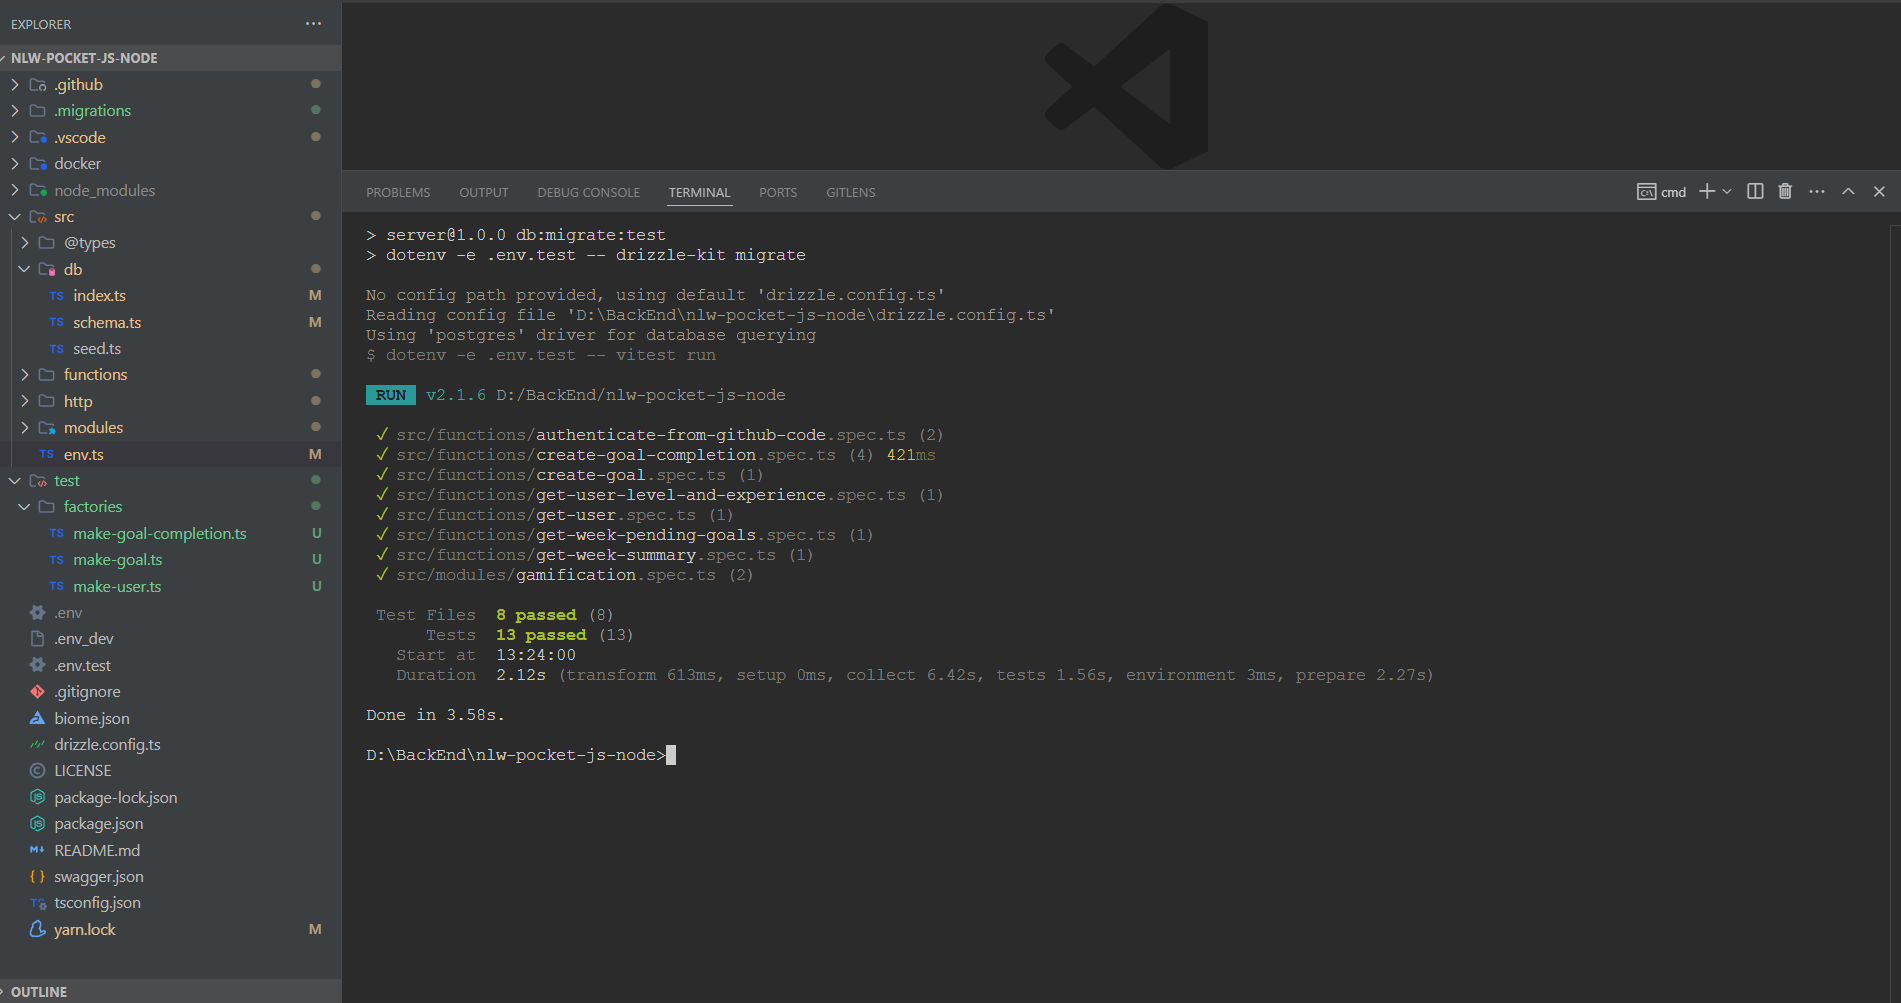 EXPLORER
NLW-POCKET-JS-NODE
.github
.migrations
.vscode
docker
node_modules
src
@types
db
TS index.ts M
TS schema.ts M
TS seed.ts
functions
http
modules
TS env.ts M
test
factories
TS make-goal-completion.ts U
TS make-goal.ts U
TS make-user.ts U
.env
.env_dev
.env.test
.gitignore
biome.json
drizzle.config.ts
LICENSE
package-lock.json
package.json
README.md
swagger.json
tsconfig.json
yarn.lock M
OUTLINE
PROBLEMS OUTPUT DEBUG CONSOLE TERMINAL PORTS GITLENS
cmd
> server@1.0.0 db:migrate:test
> dotenv -e .env.test -- drizzle-kit migrate
No config path provided, using default 'drizzle.config.ts'
Reading config file 'D:\BackEnd\nlw-pocket-js-node\drizzle.config.ts'
Using 'postgres' driver for database querying
$ dotenv -e .env.test -- vitest run
RUN v2.1.6 D:/BackEnd/nlw-pocket-js-node
✓ src/functions/authenticate-from-github-code.spec.ts (2)
✓ src/functions/create-goal-completion.spec.ts (4) 421ms
✓ src/functions/create-goal.spec.ts (1)
✓ src/functions/get-user-level-and-experience.spec.ts (1)
✓ src/functions/get-user.spec.ts (1)
✓ src/functions/get-week-pending-goals.spec.ts (1)
✓ src/functions/get-week-summary.spec.ts (1)
✓ src/modules/gamification.spec.ts (2)
Test Files 8 passed (8)
Tests 13 passed (13)
Start at 13:24:00
Duration 2.12s (transform 613ms, setup 0ms, collect 6.42s, tests 1.56s, environment 3ms, prepare 2.27s)
Done in 3.58s.
D:\BackEnd\nlw-pocket-js-node>